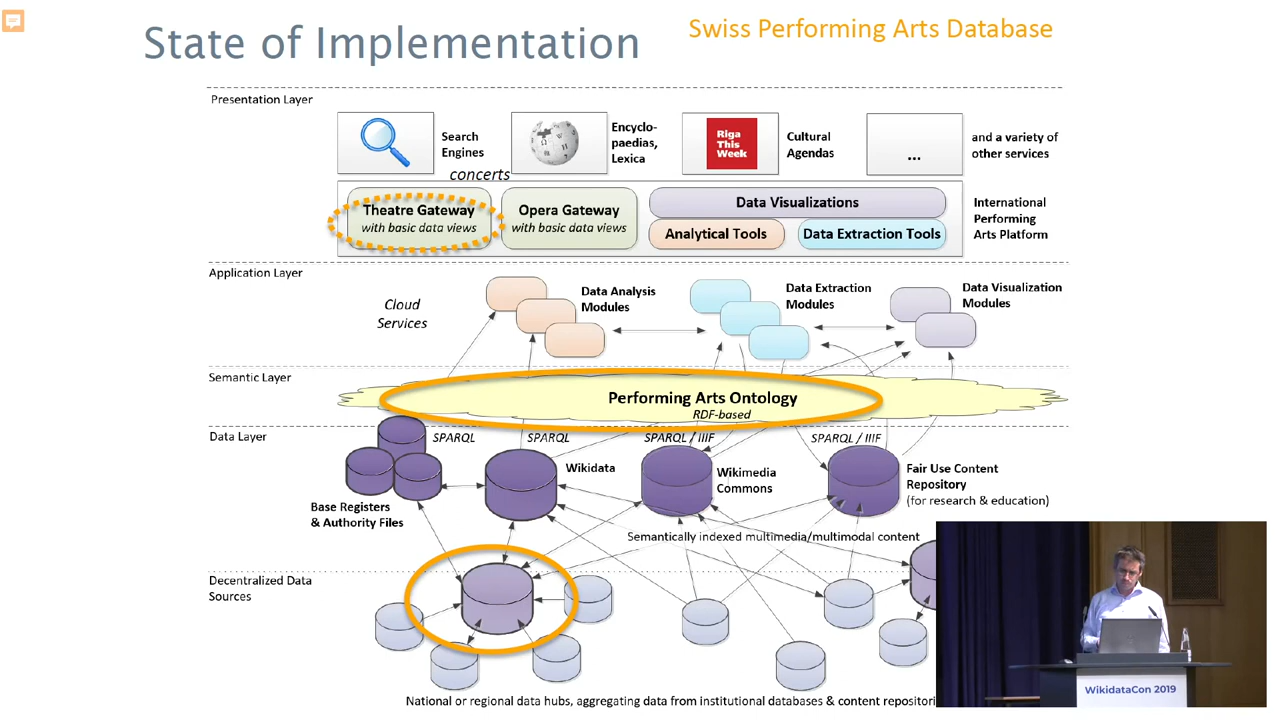 State of Implementation
Swiss Performing Arts Database
Presentation Layer
Search
Engines
Encyclo-
paedias,
Lexica
Riga
This
Week
Cultural
Agendas
...
and a variety of
other services
concerts
Theatre Gateway
with basic data views
Opera Gateway
with basic data views
Data Visualizations
Analytical Tools
Data Extraction Tools
International
Performing
Arts Platform
Application Layer
Cloud
Services
Data Analysis
Modules
Data Extraction
Modules
Data Visualization
Modules
Semantic Layer
Performing Arts Ontology
RDF-based
Data Layer
SPARQL
SPARQL
SPARQL / IIIF
SPARQL / IIIF
Base Registers
& Authority Files
Wikidata
Wikimedia
Commons
Fair Use Content
Repository
(for research & education)
Semantically indexed multimedia/multimodal content
Decentralized Data
Sources
National or regional data hubs, aggregating data from institutional databases & content repositori
WikidataCon 2019